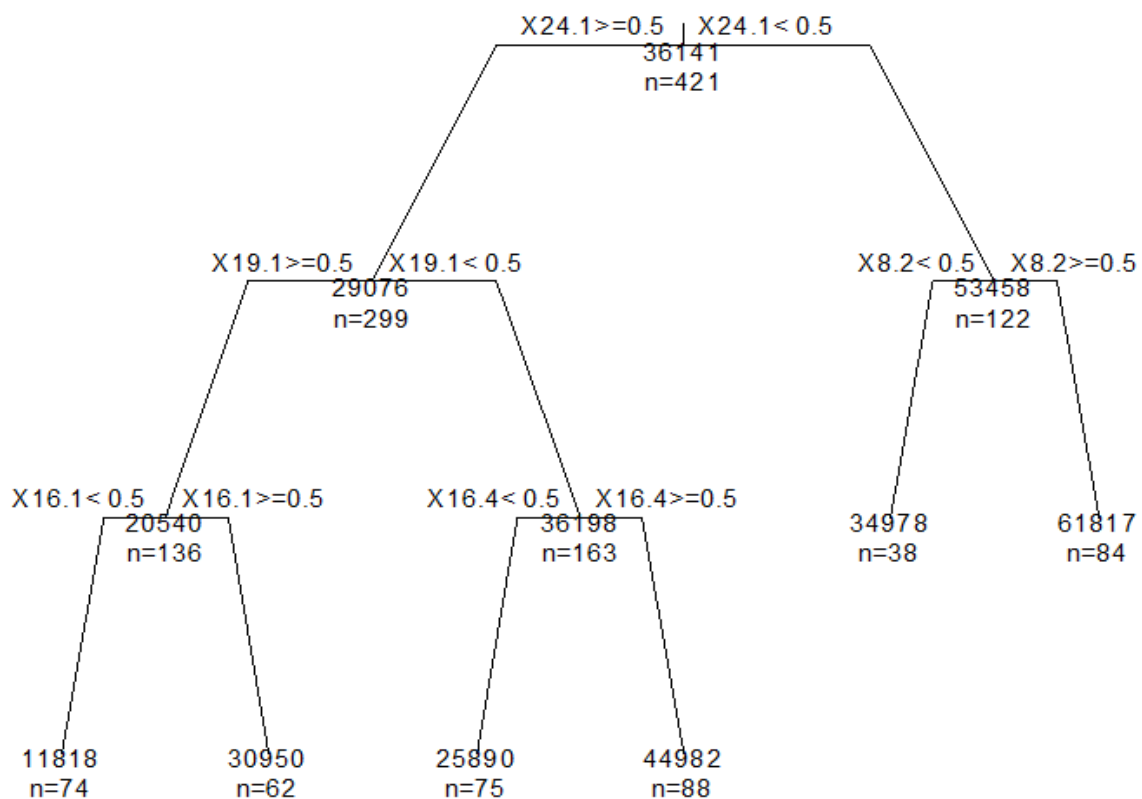 X24.1>=0.5 X24.1< 0.5
36141
n=421
X19.1>=0.5 X19.1< 0.5
29076
n=299
X8.2< 0.5 X8.2>=0.5
53458
n=122
X16.1< 0.5 X16.1>=0.5
20540
n=136
X16.4< 0.5 X16.4>=0.5
36198
n=163
34978
n=38
61817
n=84
11818
n=74
30950
n=62
25890
n=75
44982
n=88